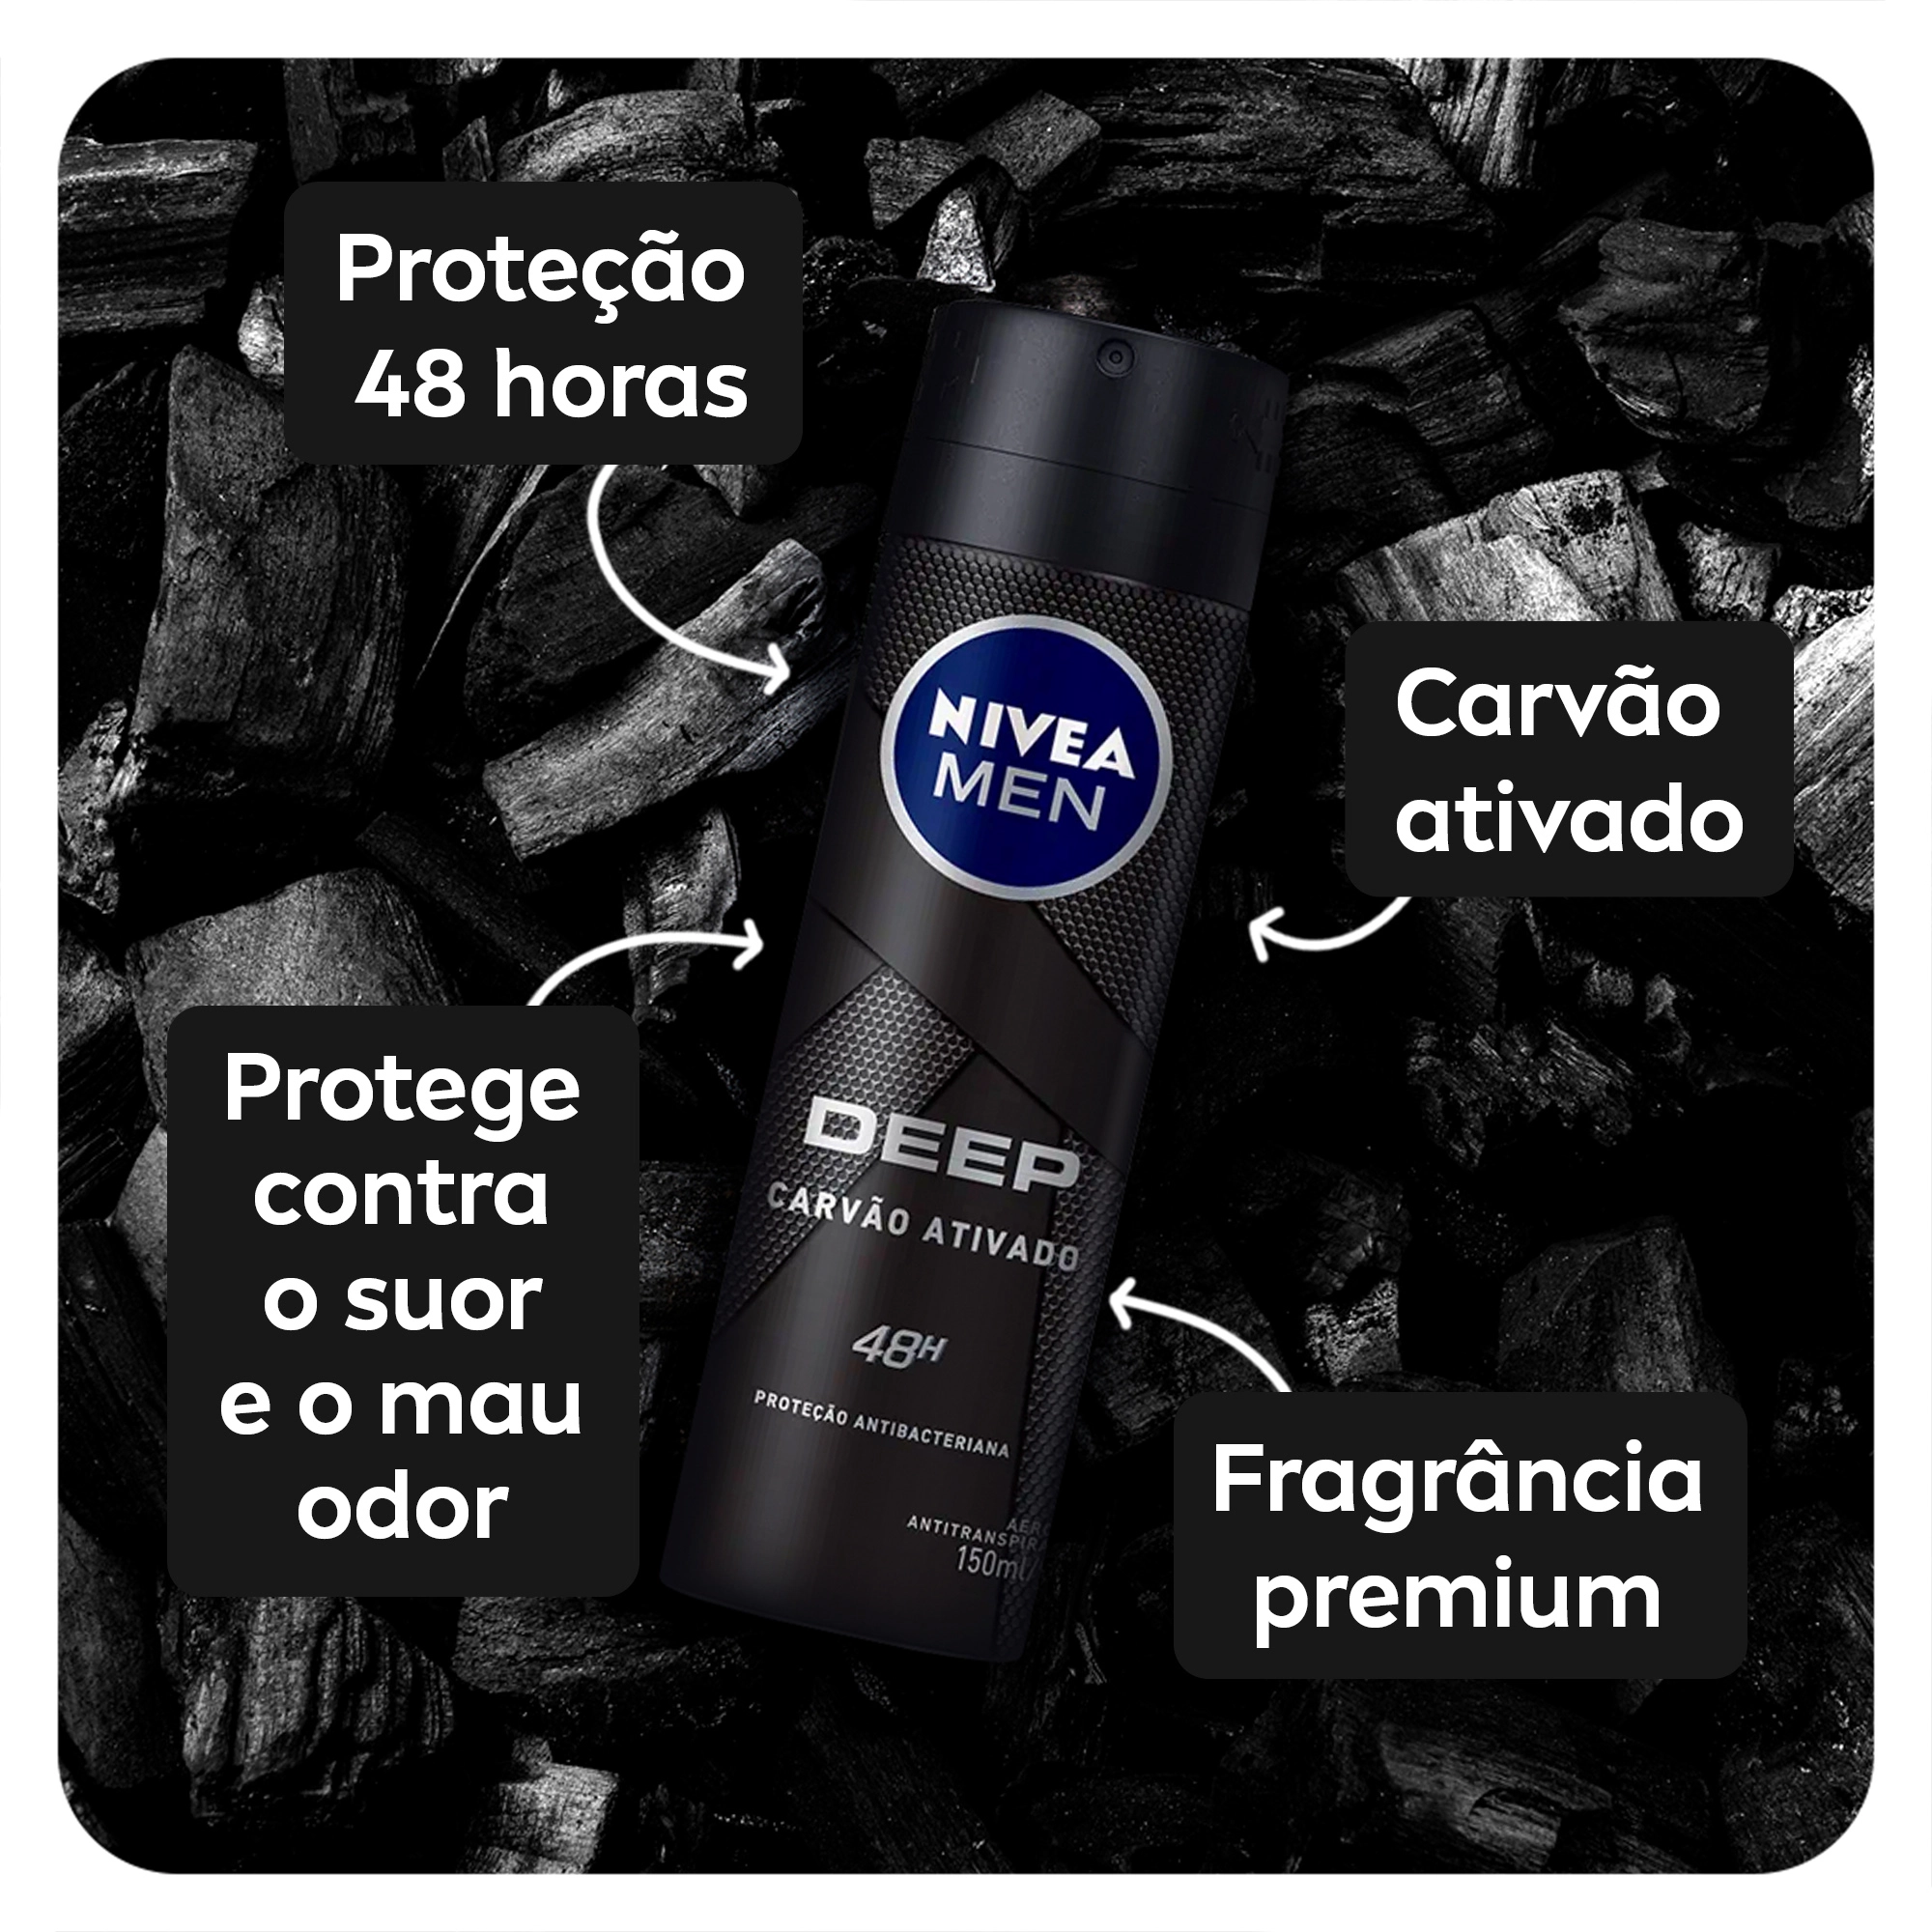 Proteção
48 horas
NIVEA
MEN
Carvão
ativado
Protege
contra
o suor
e o mau
odor
DEEP
CARVÃO ATIVADO
48H
PROTEÇÃO ANTIBACTERIANA
150ml
Fragrância
premium